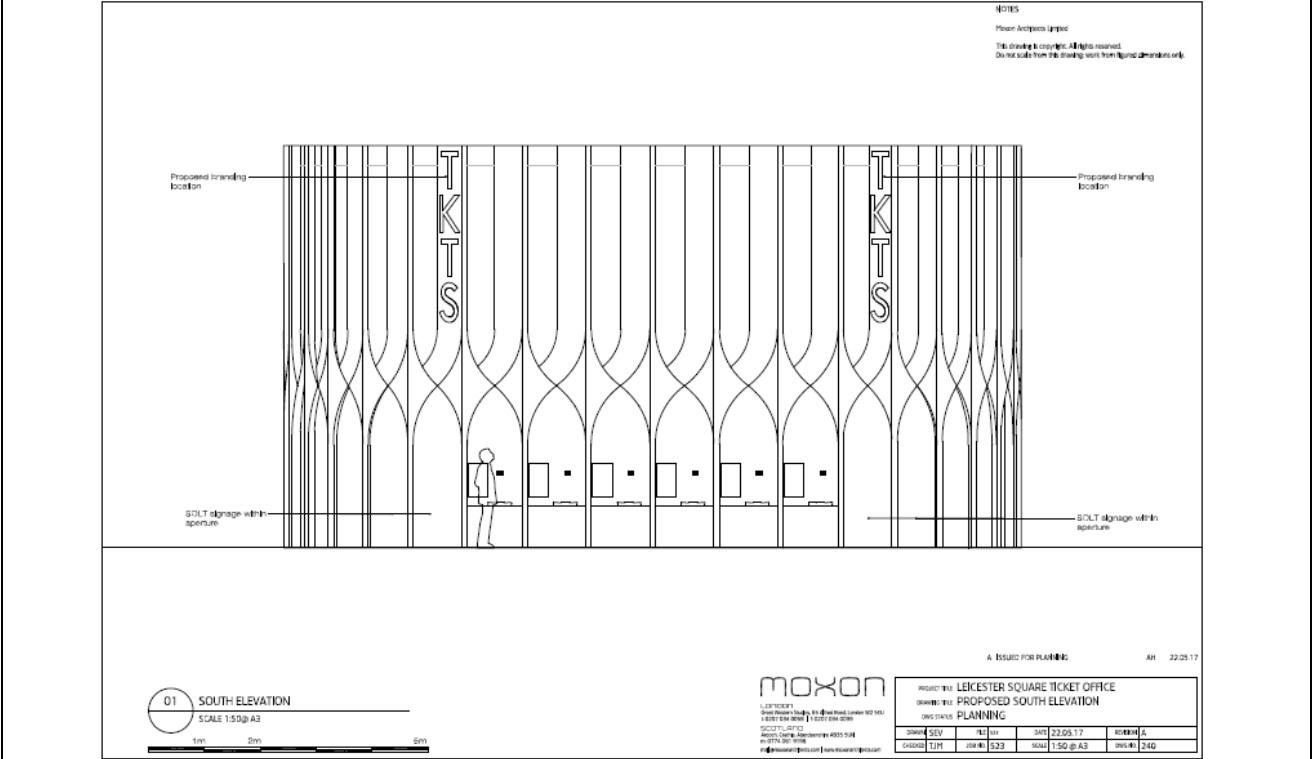 NOTES
Moxon Architects Limited
This drawing is copyright. All rights reserved.
Do not scale from this drawing; work from figured dimensions only.
Proposed branding
location
T
K
T
S
T
K
T
S
Proposed branding
location
SOLT signage within
aperture
SOLT signage within
aperture
A ISSUED FOR PLANNING AH 22.05.17
01
SOUTH ELEVATION
SCALE 1:50@ A3
1m 2m 5m
moxon
LONDON
SCOTLAND
PROJECT TITLE LEICESTER SQUARE TICKET OFFICE
DRAWING TITLE PROPOSED SOUTH ELEVATION
DWG STATUS PLANNING
DRAWN SEV FILE DATE 22.05.17 REVISION A
CHECKED TJM JOB NO. 523 SCALE 1:50 @ A3 DWG NO. 240